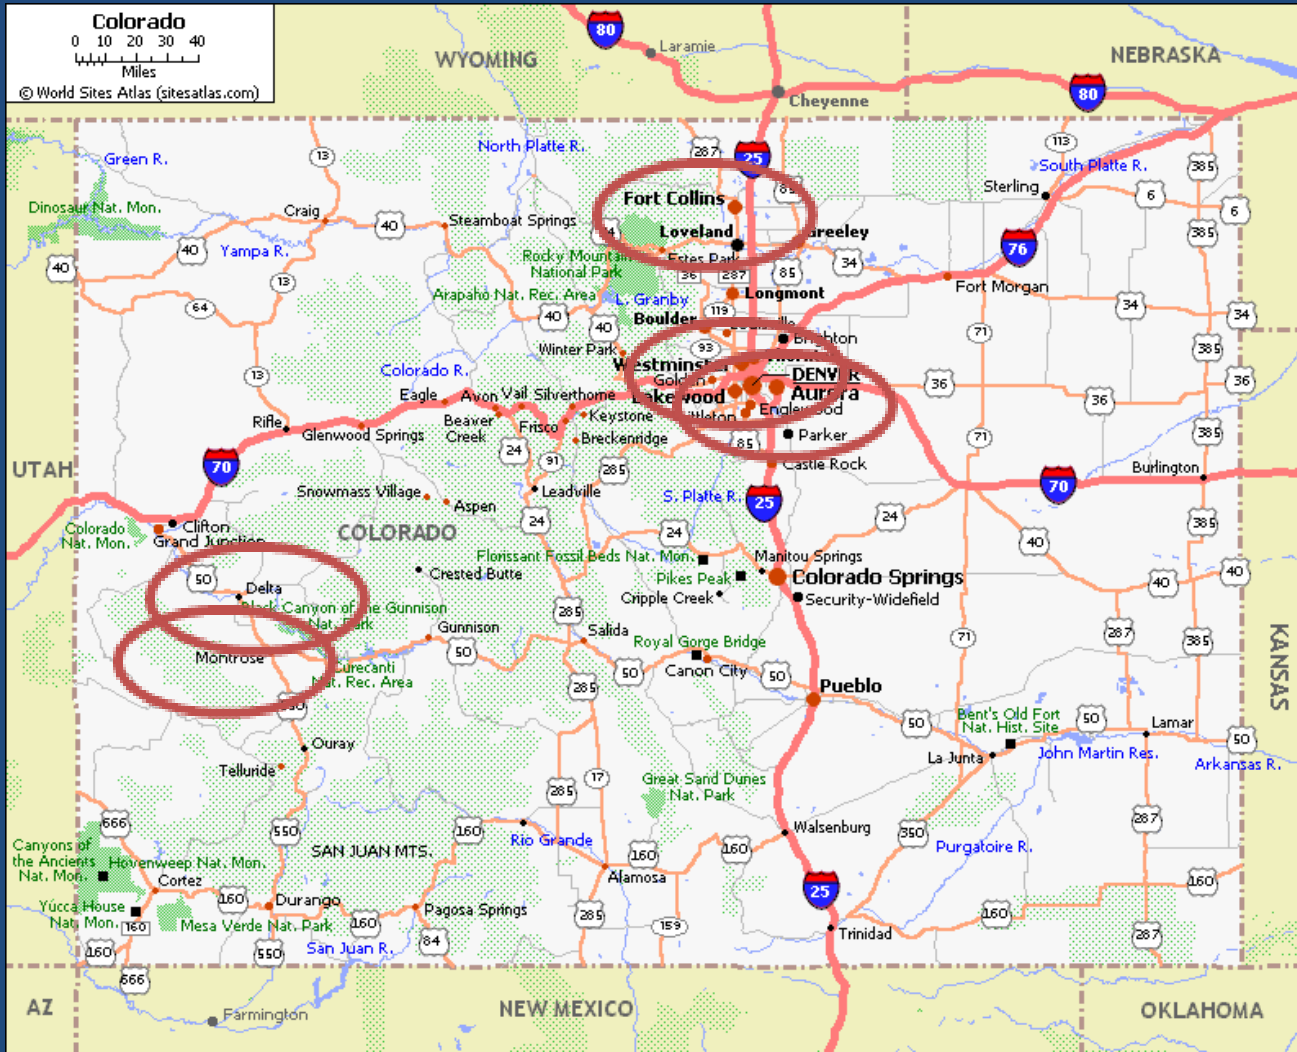 Colorado
0 10 20 30 40
Miles
© World Sites Atlas (sitesatlas.com)
WYOMING
NEBRASKA
80
Laramie
80
Cheyenne
Green R.
13
North Platte R.
287
25
113
South Platte R.
385
85
Sterling
6
6
Dinosaur Nat. Mon.
Craig
40
Steamboat Springs
Fort Collins
Loveland
Greeley
385
76
40
Yampa R.
40
Rocky Mountain
National Park
Estes Park
34
13
36
287
85
Fort Morgan
64
Arapaho Nat. Rec. Area
L. Granby
Longmont
34
34
40
40
119
Boulder
Brighton
71
385
Winter Park
93
Westminster
13
Colorado R.
Golden
DENVER
Lakewood
Aurora
36
36
36
Eagle
Avon
Vail
Silverthorne
Englewood
Rifle
Glenwood Springs
Beaver
Creek
Frisco
Keystone
Breckenridge
85
Parker
71
385
UTAH
70
24
91
285
Castle Rock
Burlington
70
Snowmass Village
Aspen
Leadville
S. Platte R.
25
24
385
Colorado
Nat. Mon.
Clifton
Grand Junction
COLORADO
24
24
40
Florissant Fossil Beds Nat. Mon.
Manitou Springs
50
Crested Butte
Pikes Peak
Colorado Springs
40
40
Delta
Cripple Creek
Security-Widefield
Black Canyon of the Gunnison
Nat. Park
285
Gunnison
Salida
Royal Gorge Bridge
71
287
385
KANSAS
Montrose
Curecanti
Nat. Rec. Area
50
50
Canon City
50
285
Pueblo
550
50
Bent's Old Fort
Nat. Hist. Site
50
Lamar
50
Ouray
La Junta
John Martin Res.
Arkansas R.
Telluride
285
17
Great Sand Dunes
Nat. Park
666
550
160
Rio Grande
160
160
Walsenburg
350
287
Canyons of
the Ancients
Nat. Mon.
Hovenweep Nat. Mon.
SAN JUAN MTS.
Purgatoire R.
Cortez
Alamosa
25
160
Yucca House
Nat. Mon.
160
160
Durango
160
Pagosa Springs
285
159
160
Mesa Verde Nat. Park
84
Trinidad
287
160
550
San Juan R.
666
AZ
Farmington
NEW MEXICO
OKLAHOMA